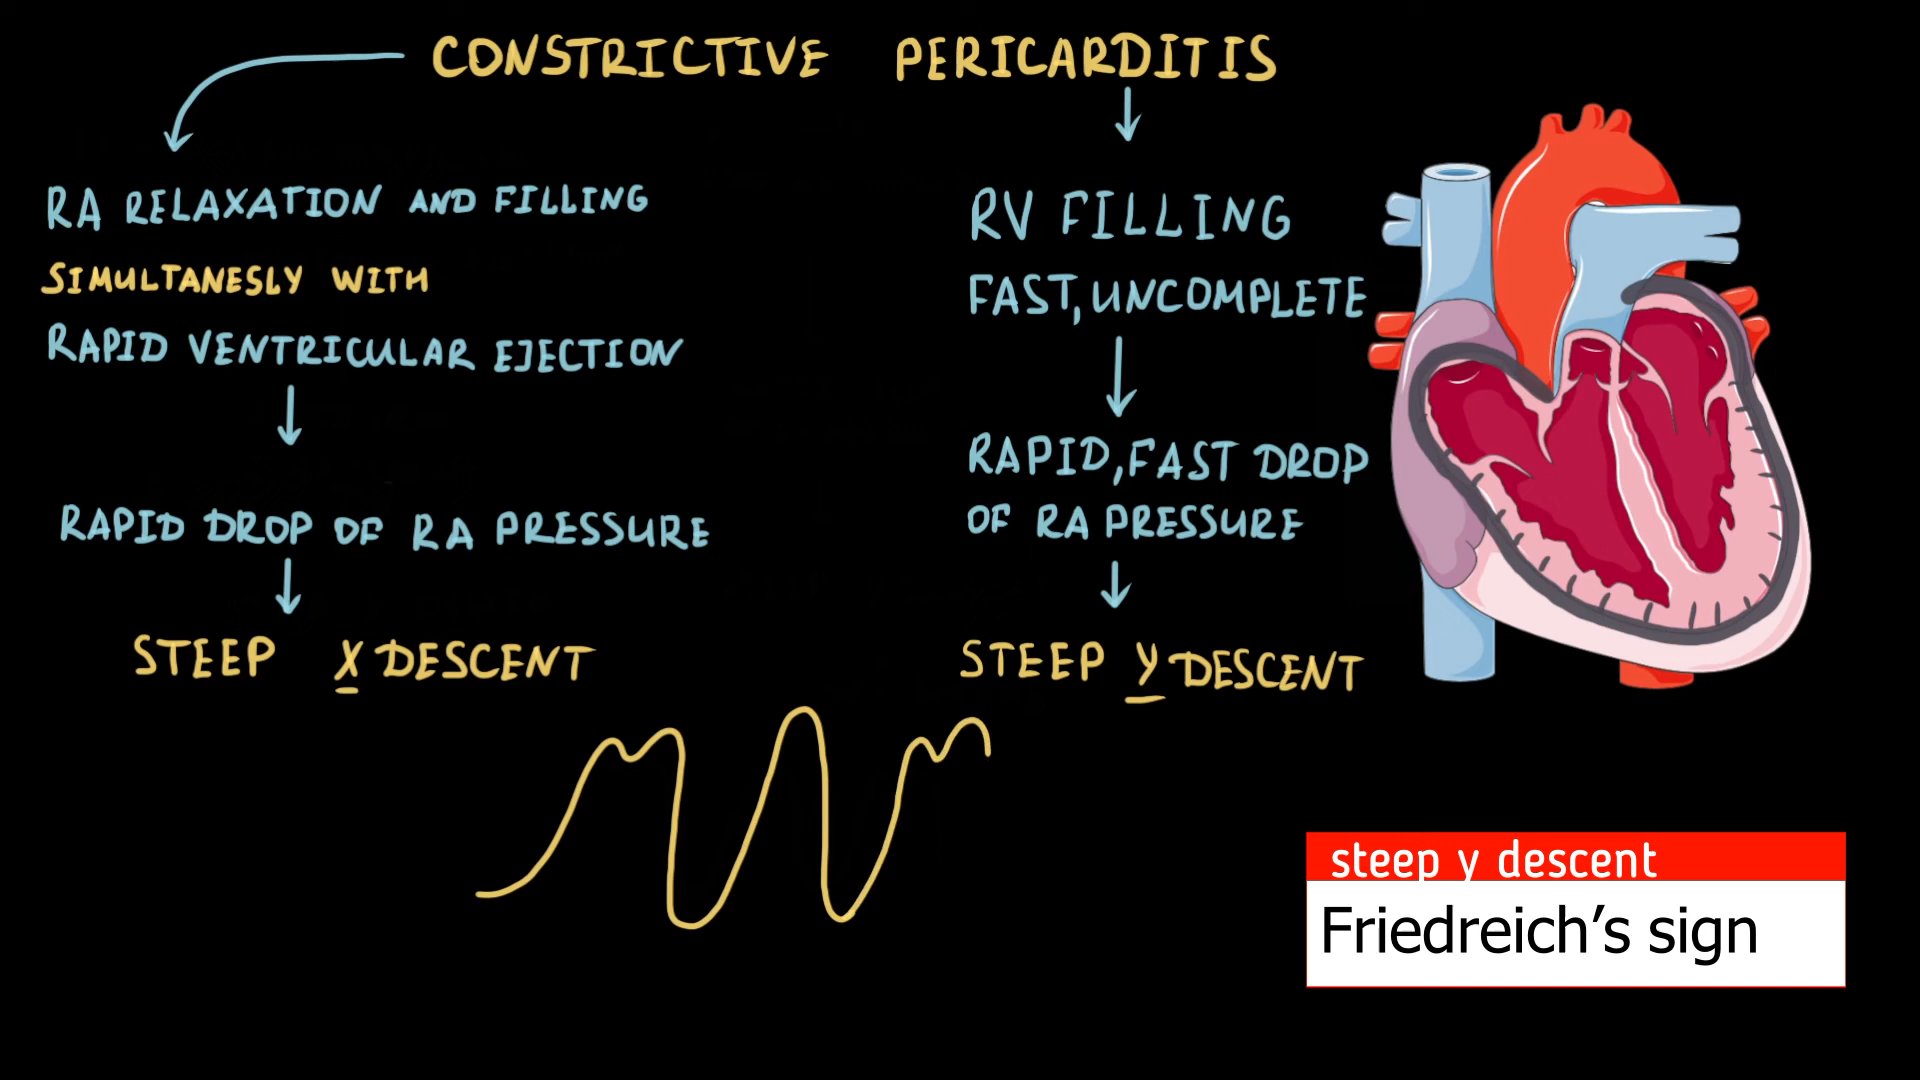 CONSTRICTIVE PERICARDITIS
RA RELAXATION AND FILLING
SIMULTANESLY WITH
RAPID VENTRICULAR EJECTION
RAPID DROP OF RA PRESSURE
STEEP X DESCENT
RV FILLING
FAST, UNCOMPLETE
RAPID, FAST DROP
OF RA PRESSURE
STEEP Y DESCENT
steep y descent
Friedreich's sign